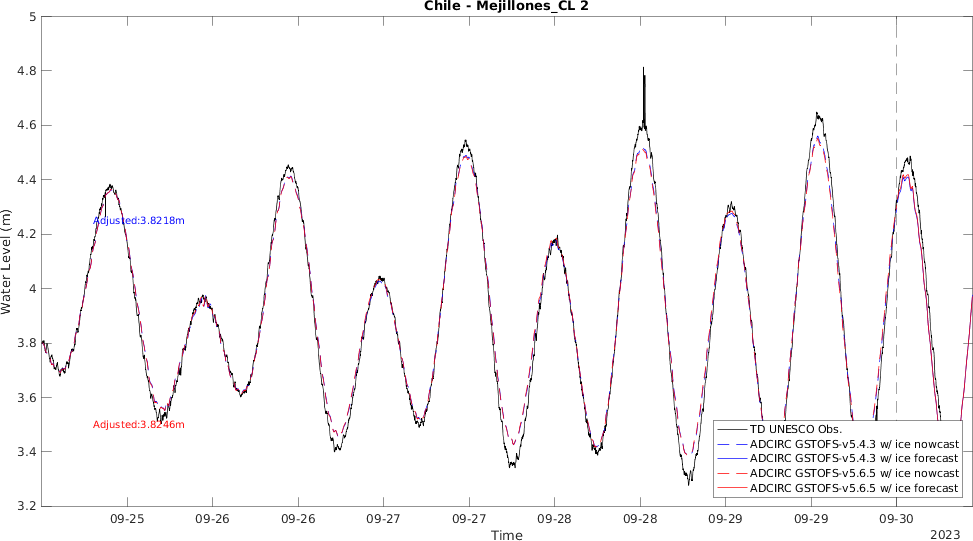 Chile - Mejillones_CL 2
Water Level (m)
5
4.8
4.6
4.4
4.2
4
3.8
3.6
3.4
3.2
Adjusted:3.8218m
Adjusted:3.8246m
TD UNESCO Obs.
ADCIRC GSTOFS-v5.4.3 w/ ice nowcast
ADCIRC GSTOFS-v5.4.3 w/ ice forecast
ADCIRC GSTOFS-v5.6.5 w/ ice nowcast
ADCIRC GSTOFS-v5.6.5 w/ ice forecast
09-25 09-26 09-26 09-27 09-27 09-28 09-28 09-29 09-29 09-30
Time
2023